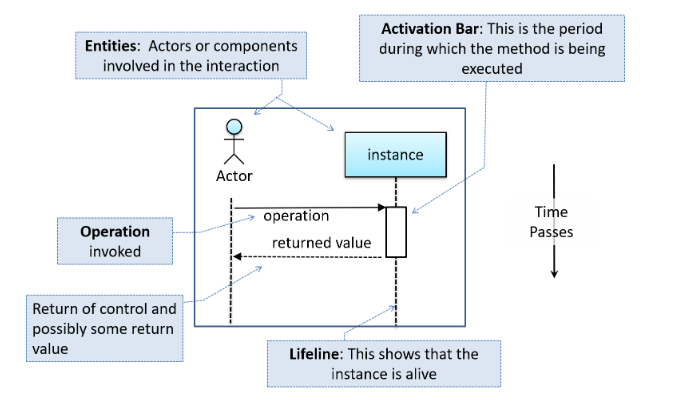 Entities:  Actors or components
involved in the interaction
Activation Bar: This is the period
during which the method is being
executed
Actor
instance
operation
returned value
Operation
invoked
Time
Passes
Return of control and
possibly some return
value
Lifeline: This shows that the
instance is alive